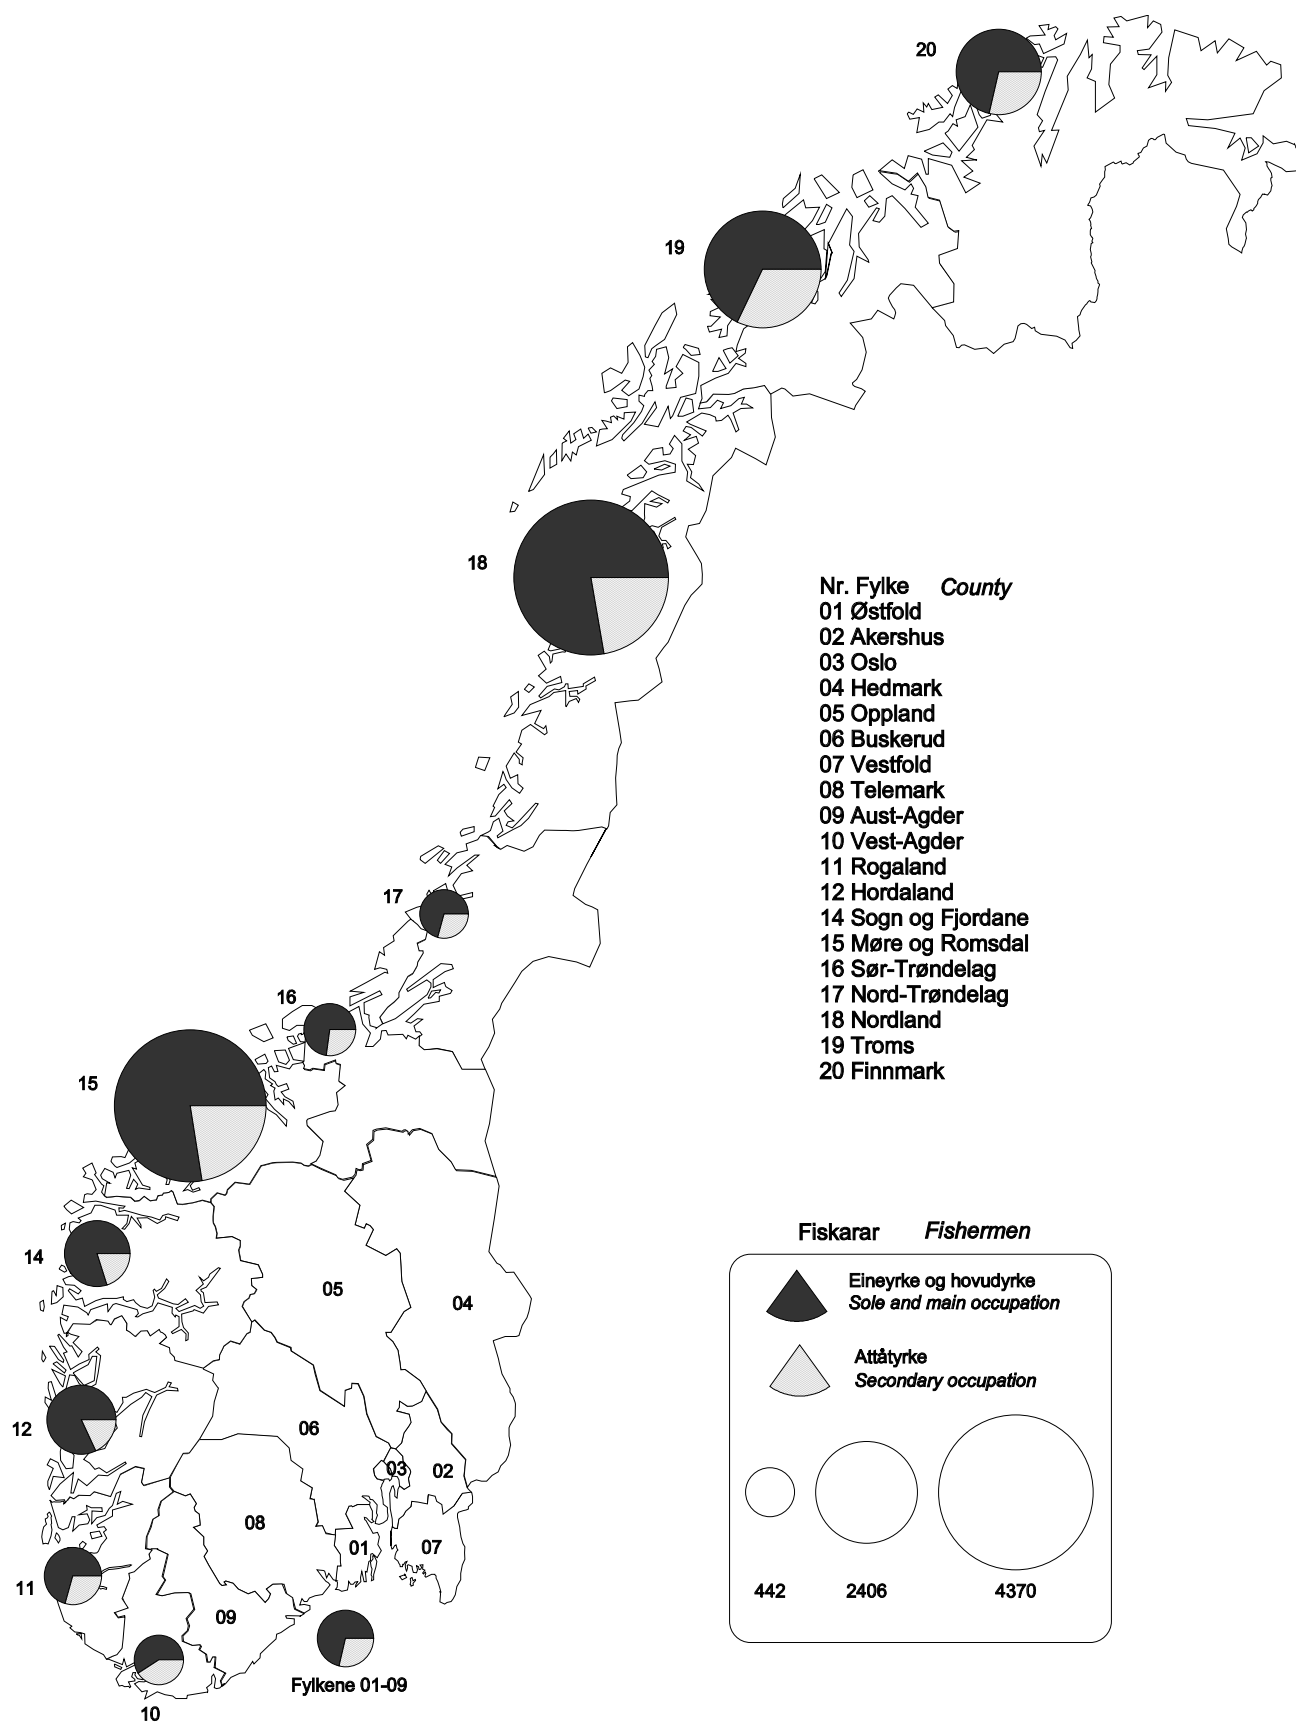 20
19
18
Nr. Fylke County
01 Østfold
02 Akershus
03 Oslo
04 Hedmark
05 Oppland
06 Buskerud
07 Vestfold
08 Telemark
09 Aust-Agder
10 Vest-Agder
11 Rogaland
12 Hordaland
14 Sogn og Fjordane
15 Møre og Romsdal
16 Sør-Trøndelag
17 Nord-Trøndelag
18 Nordland
19 Troms
20 Finnmark
17
16
15
14
05
04
12
06
03
02
08
01
07
11
09
Fylkene 01-09
10
Fiskarar Fishermen
Eineyrke og hovudyrke
Sole and main occupation
Attåtyrke
Secondary occupation
442 2406 4370